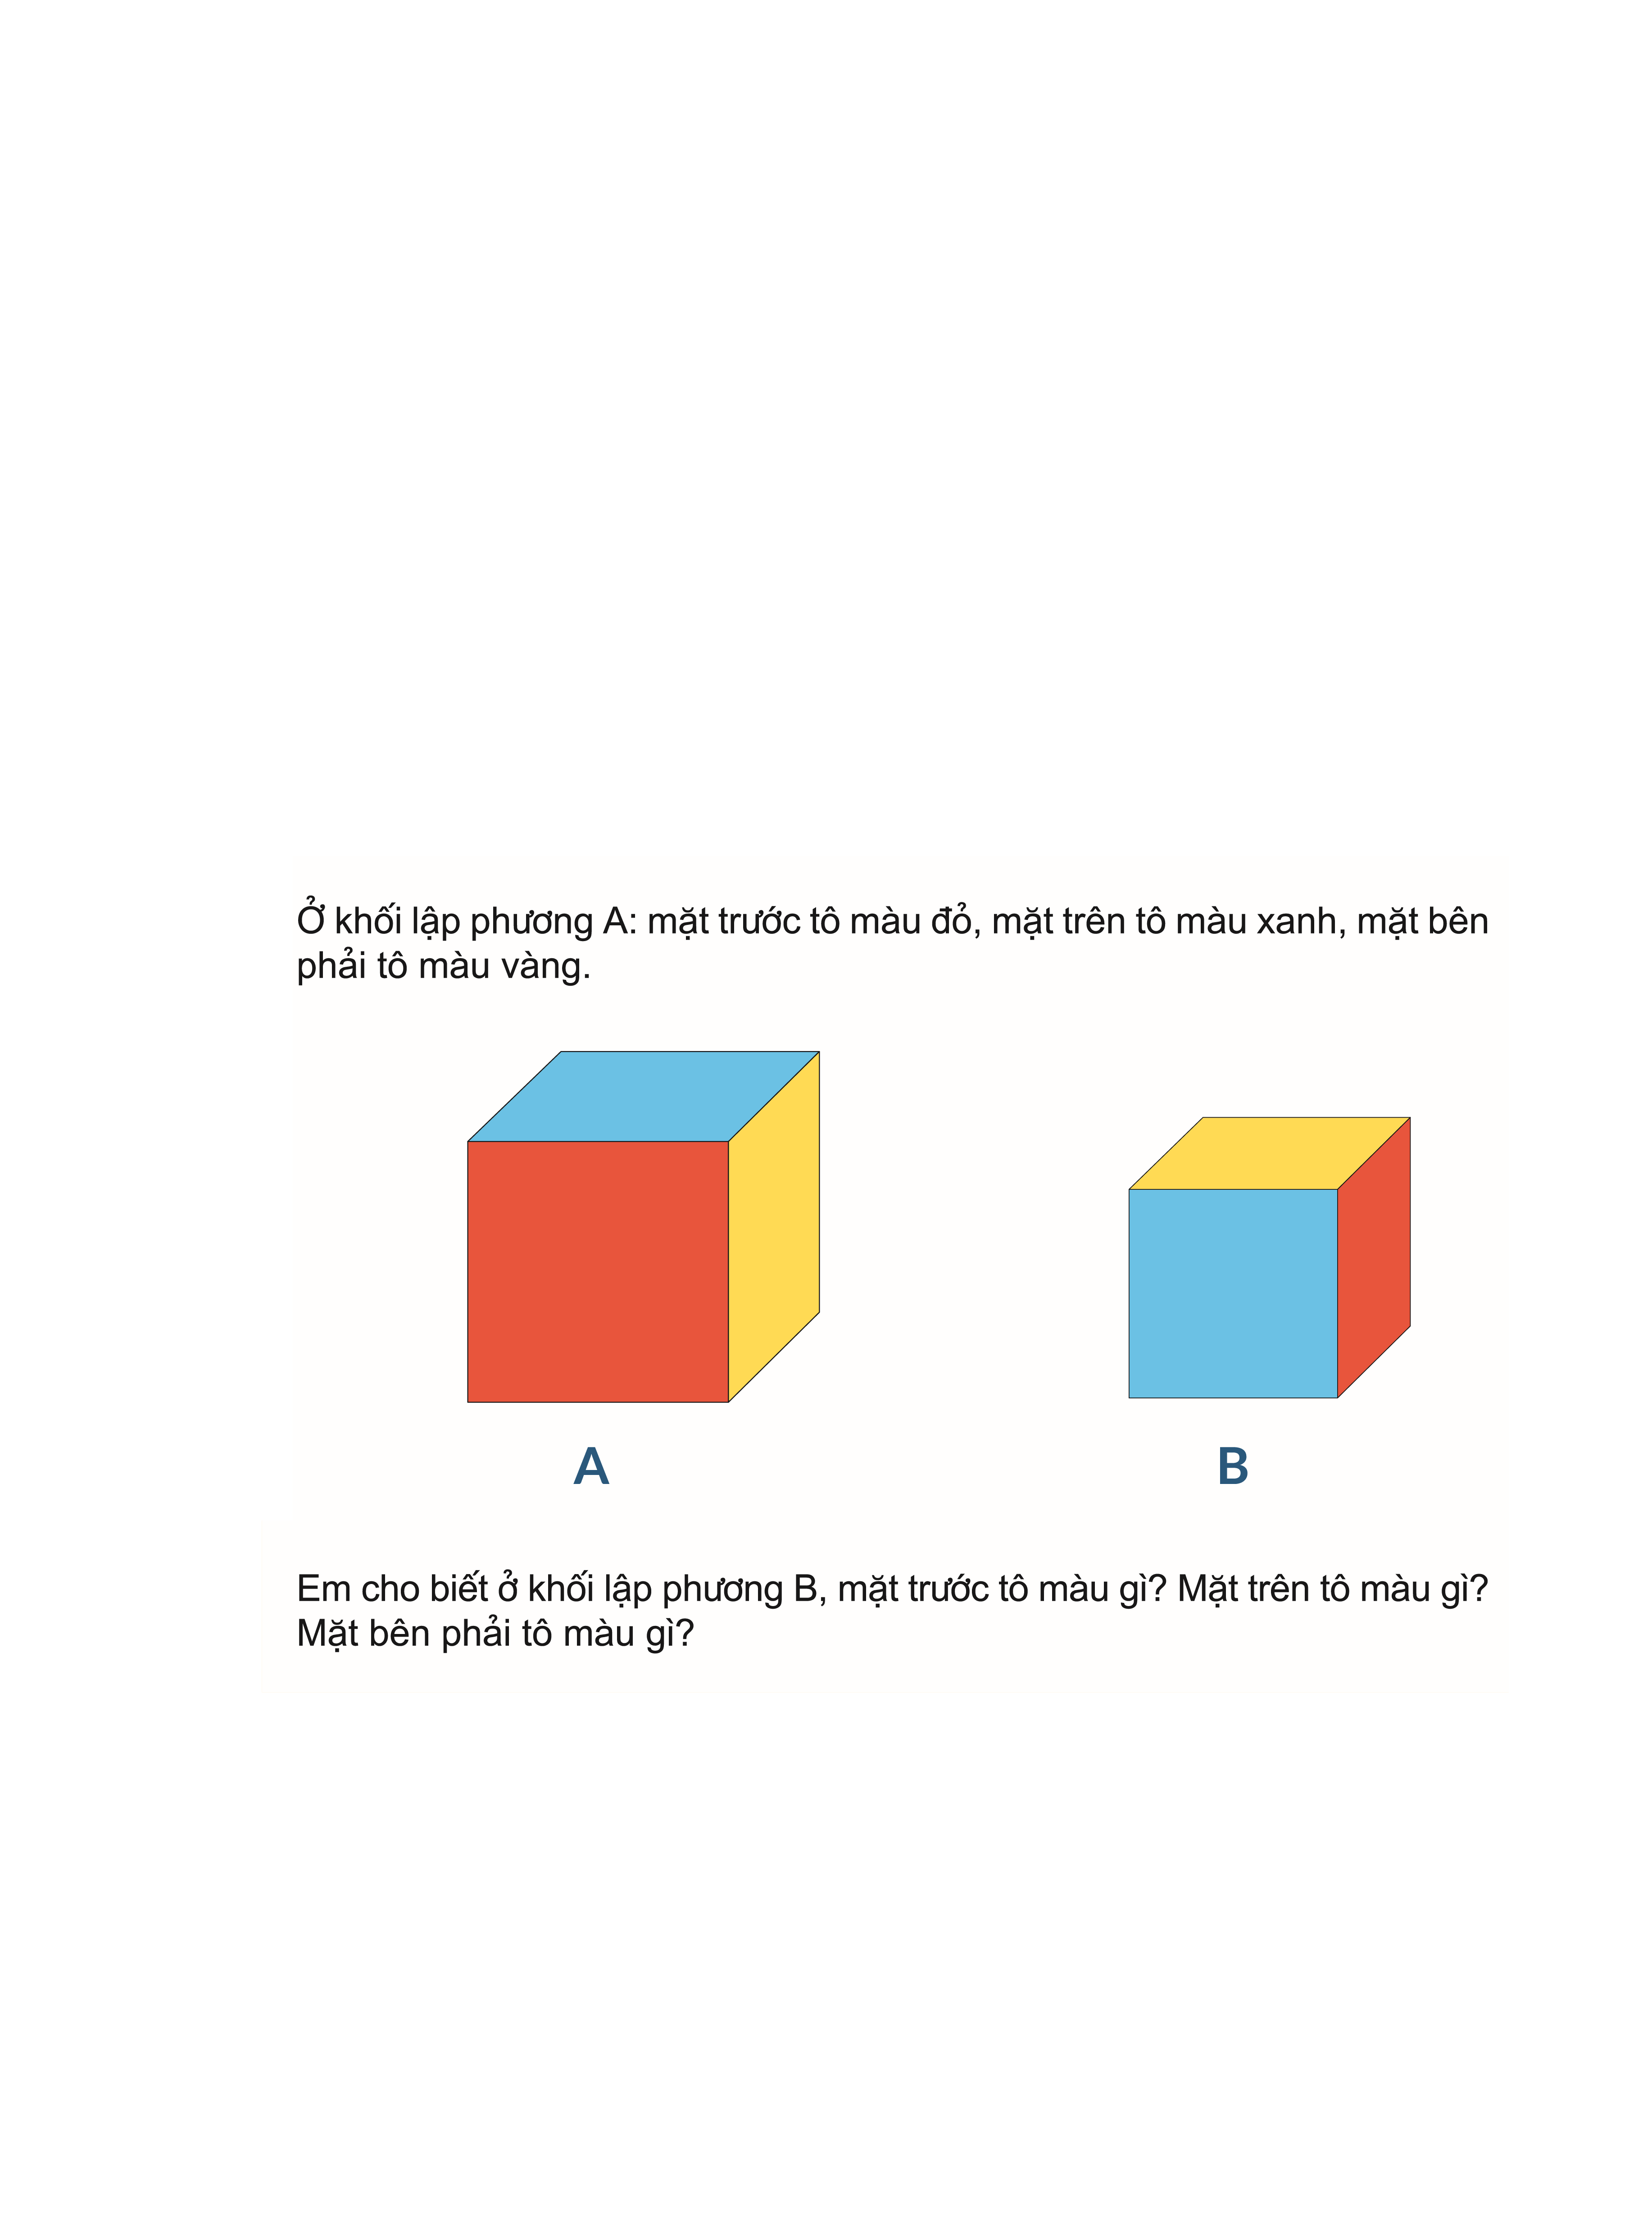 Ở khối lập phương A: mặt trước tô màu đỏ, mặt trên tô màu xanh, mặt bên
phải tô màu vàng.
A
B
Em cho biết ở khối lập phương B, mặt trước tô màu gì? Mặt trên tô màu gì?
Mặt bên phải tô màu gì?